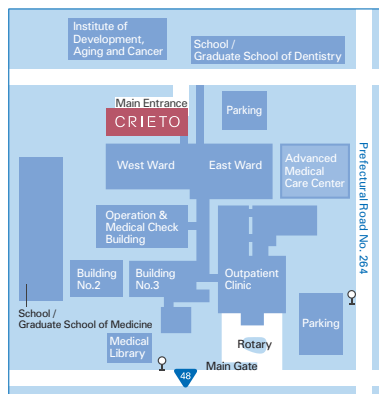 Institute of
Development,
Aging and Cancer
School /
Graduate School of Dentistry
Main Entrance
CRIETO
Parking
West Ward
East Ward
Advanced
Medical
Care Center
Prefectural Road No. 264
Operation &
Medical Check
Building
Building
No.2
Building
No.3
Outpatient
Clinic
School /
Graduate School of Medicine
Parking
Medical
Library
Rotary
Main Gate
48